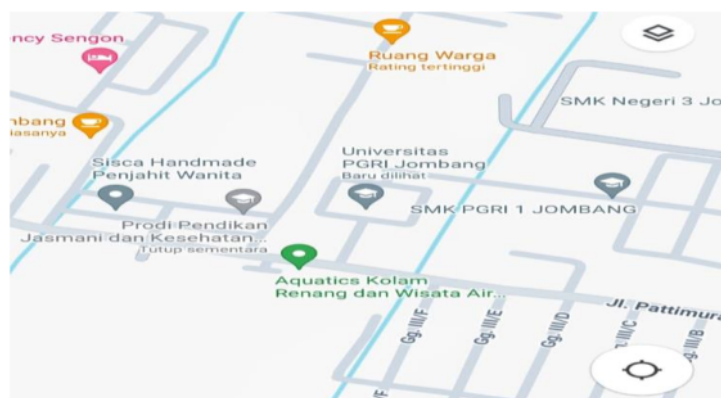 ncy Sengon
Ruang Warga
Rating tertinggi
SMK Negeri 3 Jo
mbang
iasanya
Sisca Handmade
Penjahit Wanita
Universitas
PGRI Jombang
Baru dilihat
SMK PGRI 1 JOMBANG
Prodi Pendikan
Jasmani dan Kesehatan...
Tutup sementara
Aquatics Kolam
Renang dan Wisata Air...
Jl. Pattimura
Gg. III/F
Gg. III/E
Gg. III/D
Gg. III/C
Gg. III/B